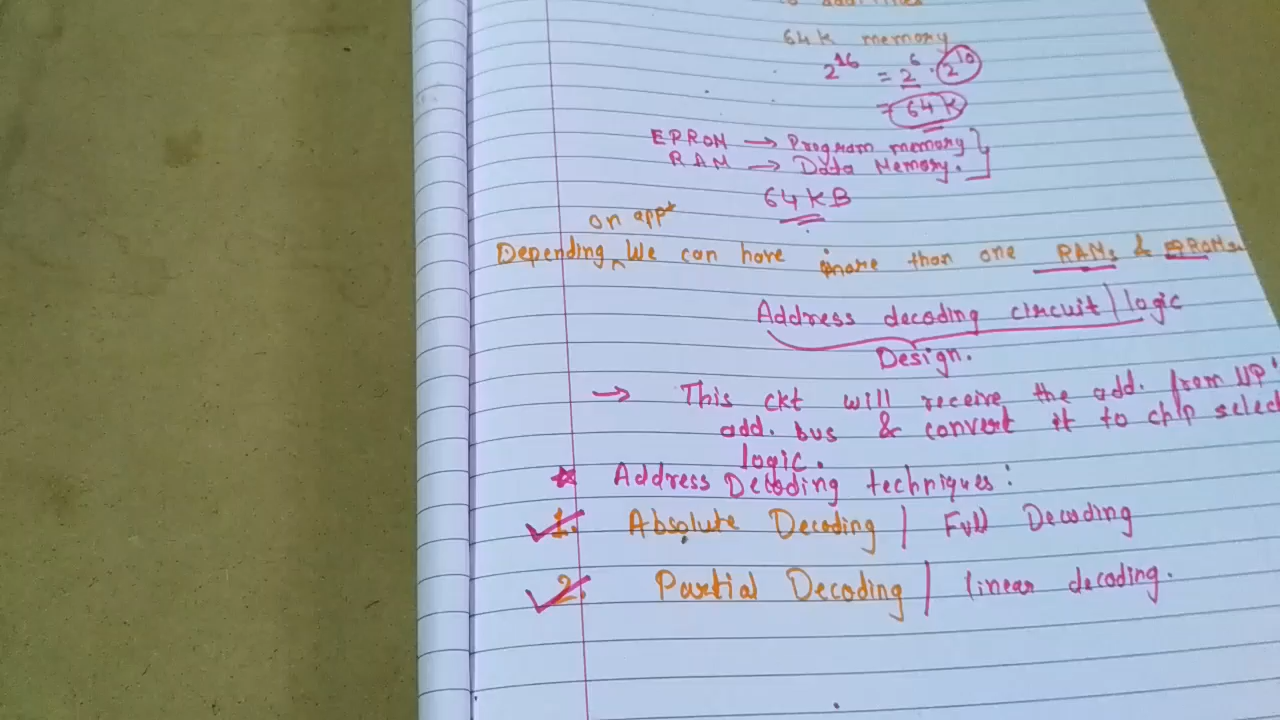 64k memory
2^16 = 2^6 . 2^10
= 64K
EPROM → Program memory
RAM → Data Memory.
64KB
on app^n
Depending ^ We can have more than one RAMs & EPROMs
Address decoding circuit | logic
Design.
→ This ckt will receive the add. from UP'
add. bus & convert it to chip selec
logic.
* Address Decoding techniques:
1. Absolute Decoding | Full Decoding
2. Partial Decoding | linear decoding.